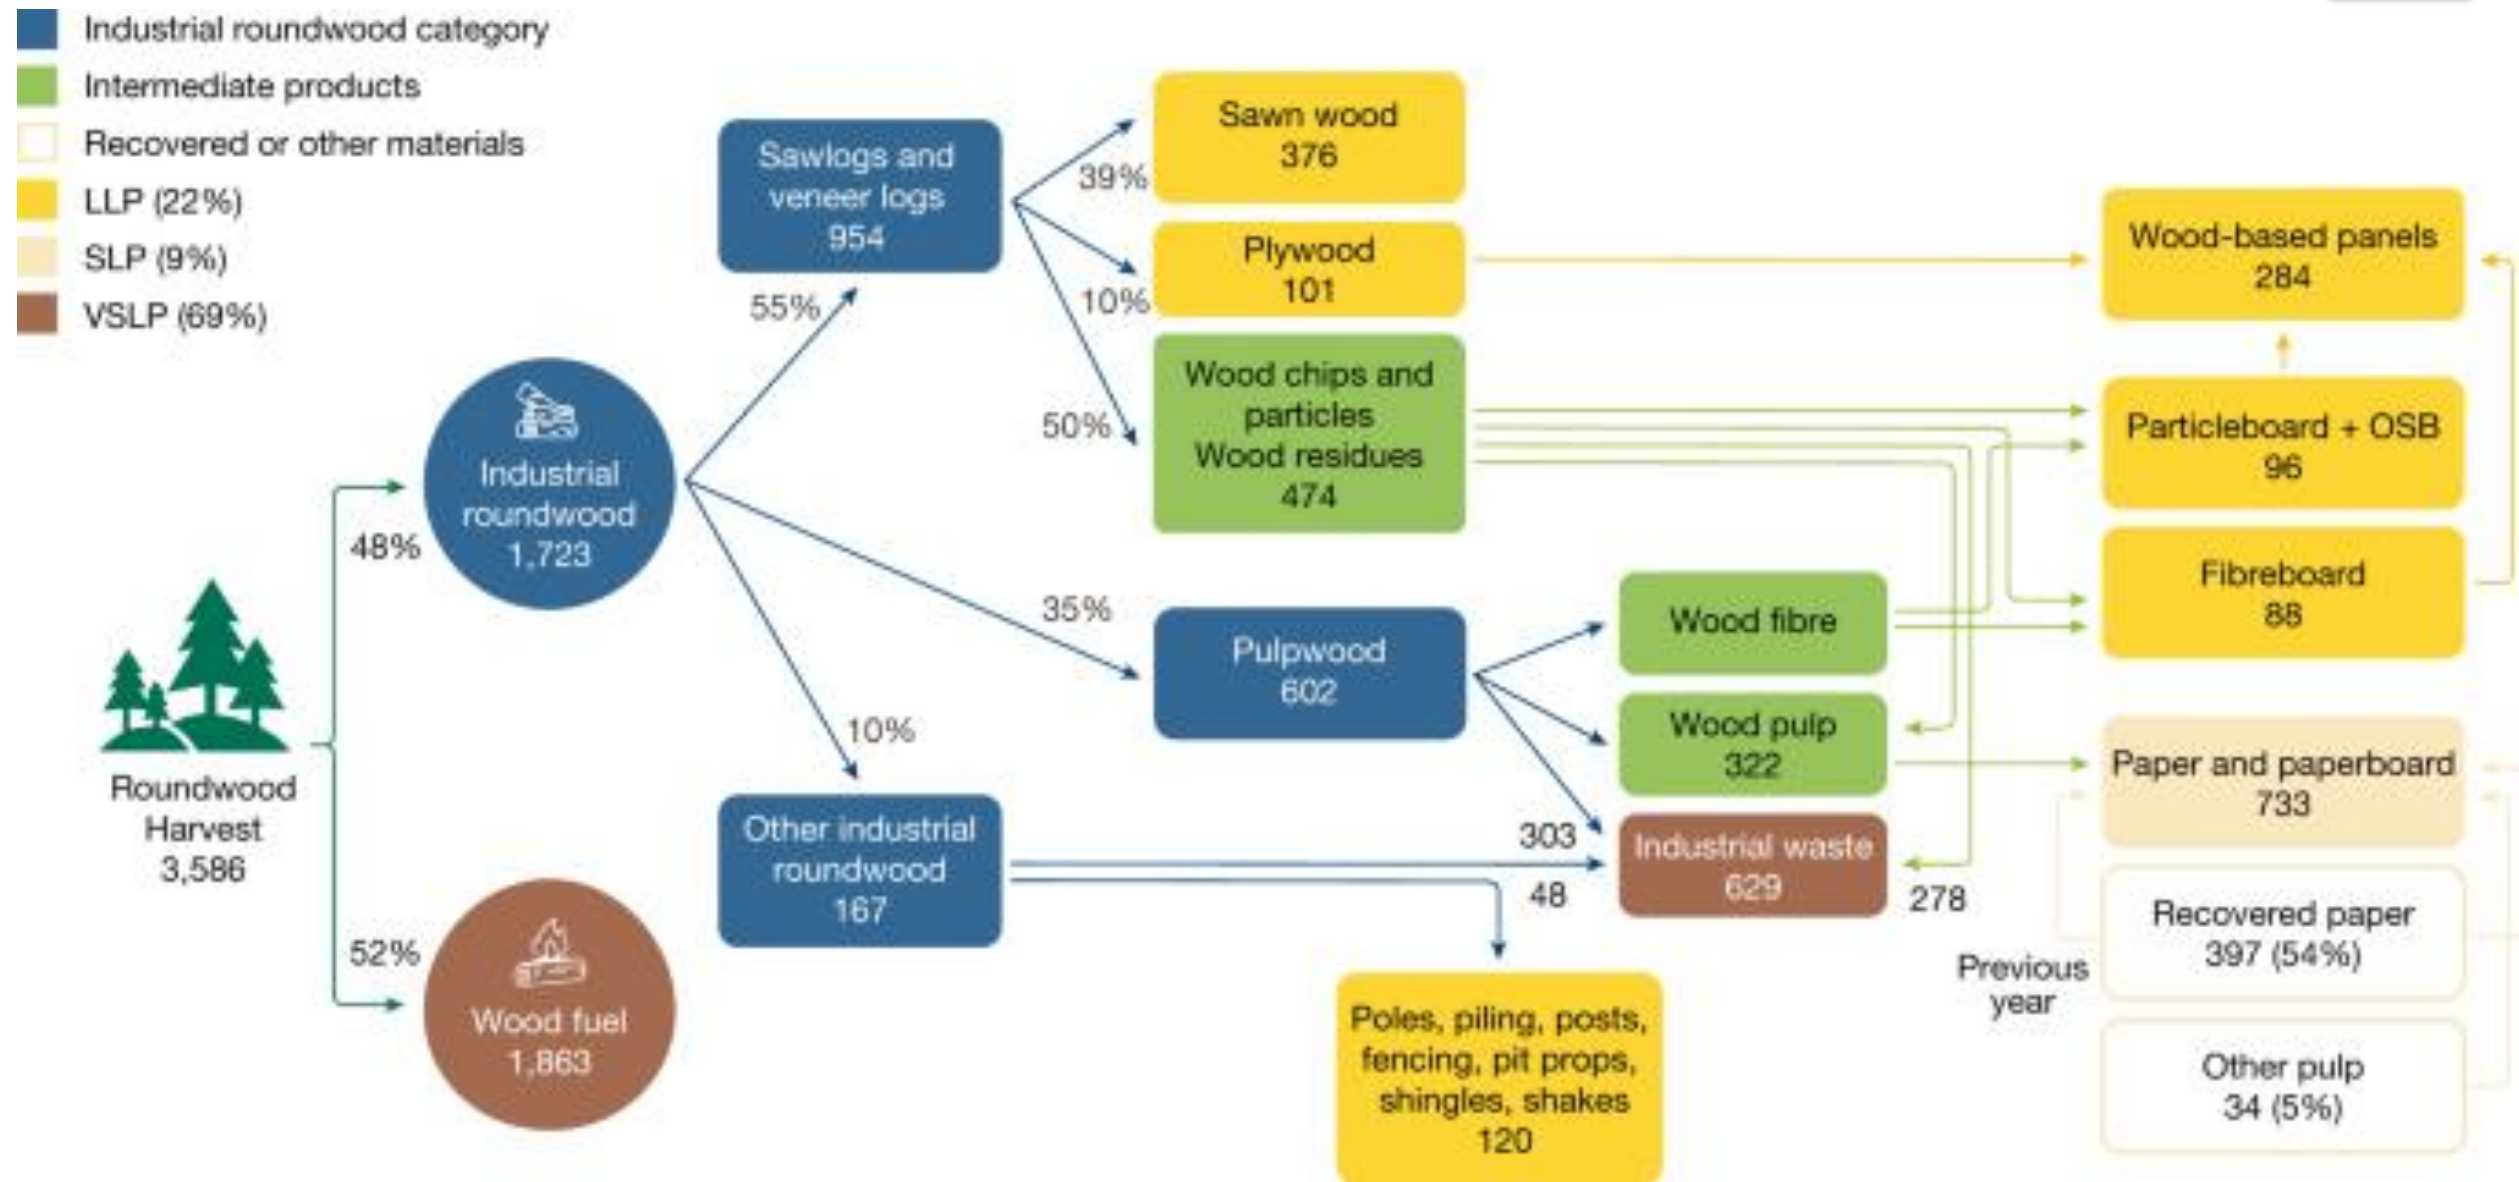 Industrial roundwood category
Intermediate products
Recovered or other materials
LLP (22%)
SLP (9%)
VSLP (69%)
Roundwood
Harvest
3,586
48%
52%
Industrial
roundwood
1,723
Wood fuel
1,863
55%
35%
10%
Sawlogs and
veneer logs
954
Other industrial
roundwood
167
39%
10%
50%
Sawn wood
376
Plywood
101
Wood chips and
particles
Wood residues
474
Pulpwood
602
303
48
278
Wood fibre
Wood pulp
322
Industrial waste
629
Poles, piling, posts,
fencing, pit props,
shingles, shakes
120
Wood-based panels
284
Particleboard + OSB
96
Fibreboard
88
Paper and paperboard
733
Previous
year
Recovered paper
397 (54%)
Other pulp
34 (5%)